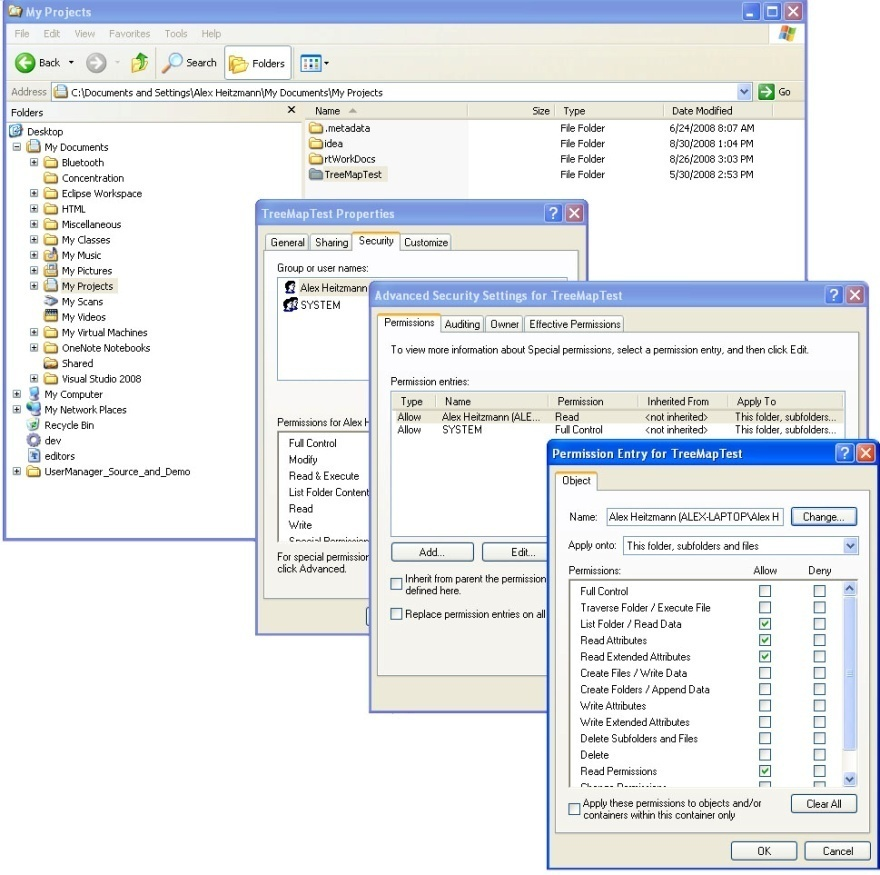 My Projects
File Edit View Favorites Tools Help
Back Search Folders
Address C:\Documents and Settings\Alex Heitzmann\My Documents\My Projects Go
Folders
Desktop
My Documents
Bluetooth
Concentration
Eclipse Workspace
HTML
Miscellaneous
My Classes
My Music
My Pictures
My Projects
My Scans
My Videos
My Virtual Machines
OneNote Notebooks
Shared
Visual Studio 2008
My Computer
My Network Places
Recycle Bin
dev
editors
UserManager_Source_and_Demo
Name Size Type Date Modified
.metadata File Folder 6/24/2008 8:07 AM
idea File Folder 8/30/2008 1:04 PM
rtWorkDocs File Folder 8/26/2008 3:03 PM
TreeMapTest File Folder 5/30/2008 2:53 PM
TreeMapTest Properties
General Sharing Security Customize
Group or user names:
Alex Heitzmann
SYSTEM
Permissions for Alex H
Full Control
Modify
Read & Execute
List Folder Content
Read
Write
Special Permission
For special permission
click Advanced.
Advanced Security Settings for TreeMapTest
Permissions Auditing Owner Effective Permissions
To view more information about Special permissions, select a permission entry, and then click Edit.
Permission entries:
Type Name Permission Inherited From Apply To
Allow Alex Heitzmann (ALE... Read <not inherited> This folder, subfolders...
Allow SYSTEM Full Control <not inherited> This folder, subfolders...
Add... Edit...
Inherit from parent the permission
defined here.
Replace permission entries on all
Permission Entry for TreeMapTest
Object
Name: Alex Heitzmann (ALEX-LAPTOP\Alex H Change...
Apply onto: This folder, subfolders and files
Permissions: Allow Deny
Full Control
Traverse Folder / Execute File
List Folder / Read Data
Read Attributes
Read Extended Attributes
Create Files / Write Data
Create Folders / Append Data
Write Attributes
Write Extended Attributes
Delete Subfolders and Files
Delete
Read Permissions
Change Permissions
Apply these permissions to objects and/or
containers within this container only
Clear All
OK Cancel